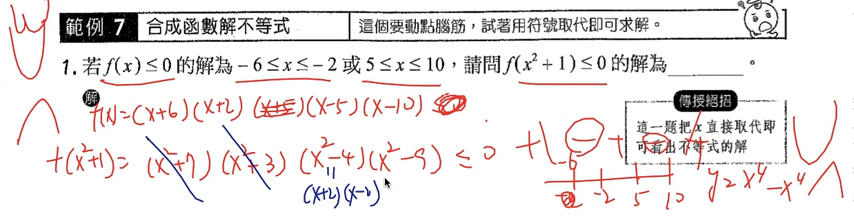 範例 7 合成函數解不等式 這個要動點腦筋，試著用符號取代即可求解。
1. 若 f(x) ≤ 0 的解為 −6 ≤ x ≤ −2 或 5 ≤ x ≤ 10，請問 f(x²+1) ≤ 0 的解為________。
解
f(x)=(x+6)(x+2)(x-5)(x-10)
f(x²+1)= (x²+7)(x²+3)(x²-4)(x²-9) ≤ 0
(x+2)(x-2)
傳授絕招
這一題把 x 直接取代即
可看出不等式的解
+ − + − +
-6 -2 5 10
y=x⁴ -x⁴